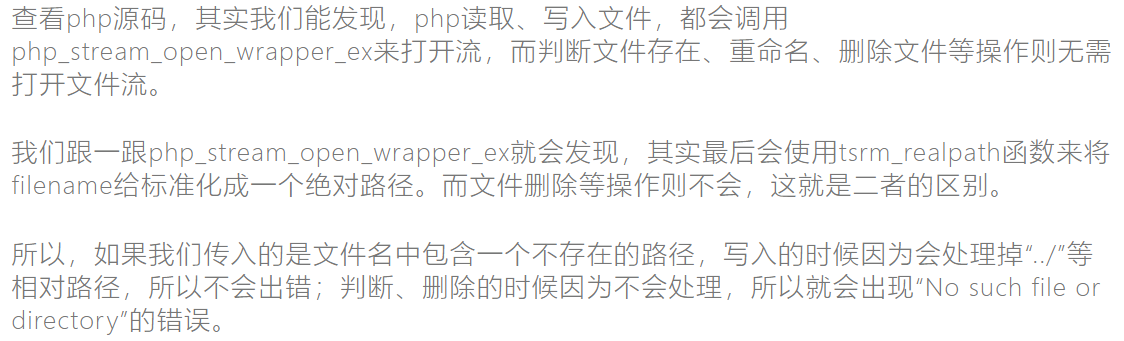 查看php源码，其实我们能发现，php读取、写入文件，都会调用
php_stream_open_wrapper_ex来打开流，而判断文件存在、重命名、删除文件等操作则无需
打开文件流。
我们跟一跟php_stream_open_wrapper_ex就会发现，其实最后会使用tsrm_realpath函数来将
filename给标准化成一个绝对路径。而文件删除等操作则不会，这就是二者的区别。
所以，如果我们传入的是文件名中包含一个不存在的路径，写入的时候因为会处理掉“../”等
相对路径，所以不会出错；判断、删除的时候因为不会处理，所以就会出现“No such file or
directory”的错误。